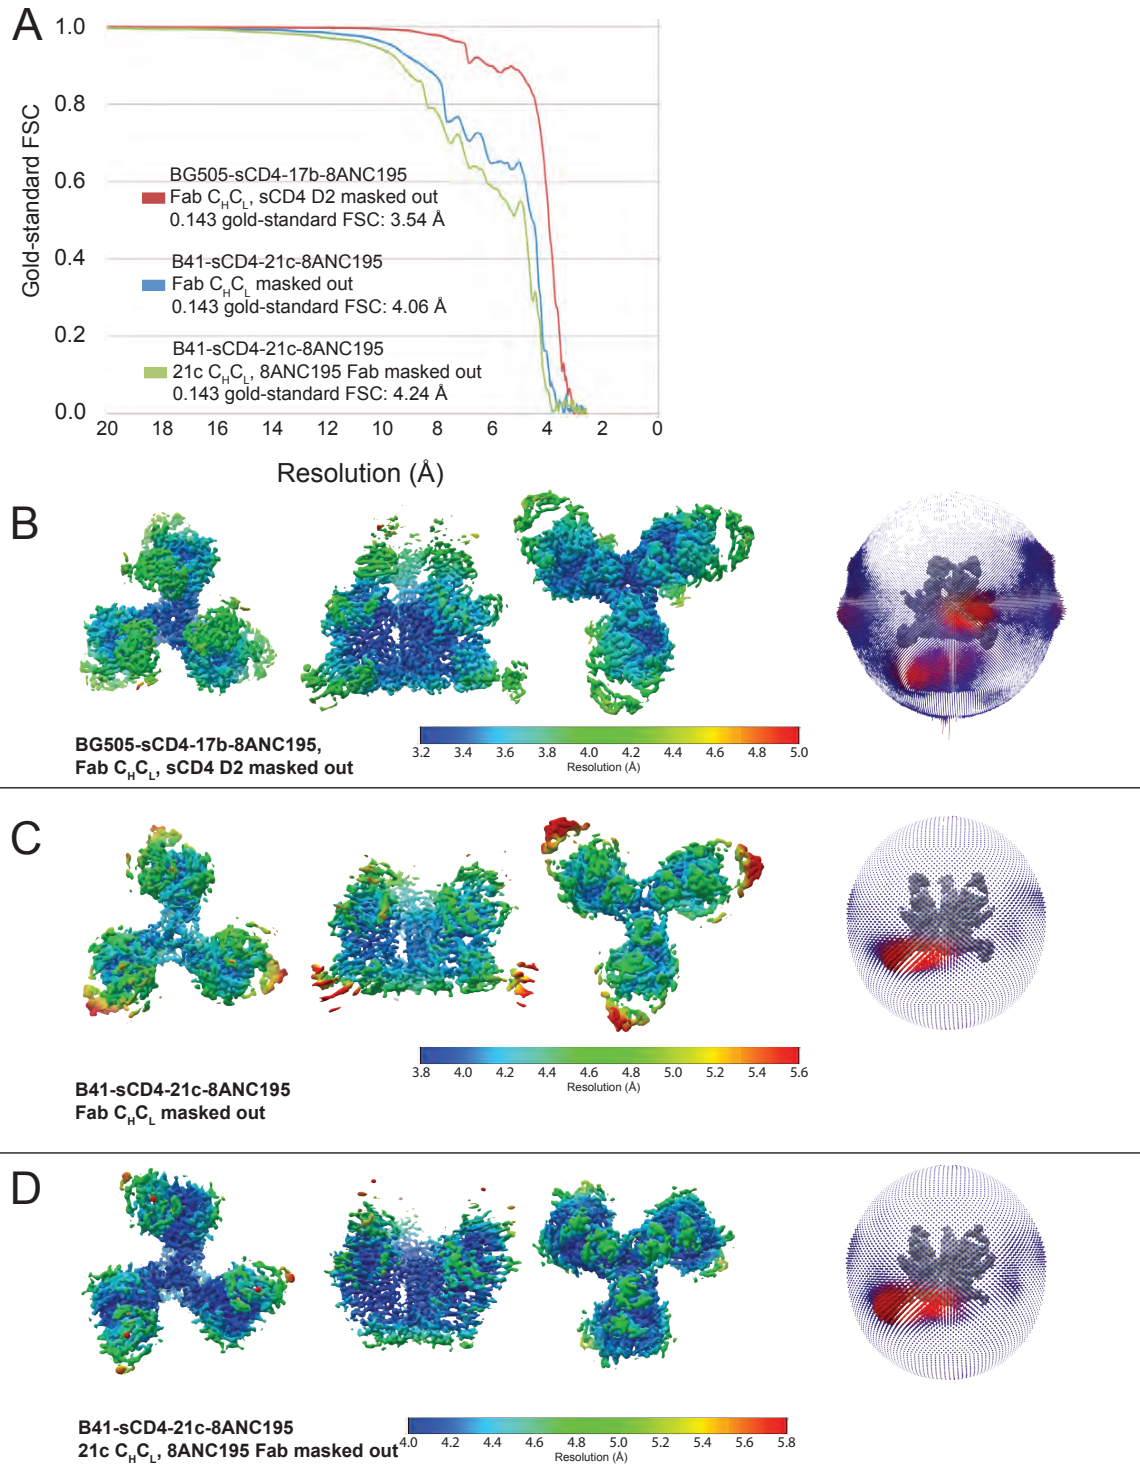 A
Gold-standard FSC
1.0
0.8
0.6
0.4
0.2
0.0
BG505-sCD4-17b-8ANC195
Fab CHCL, sCD4 D2 masked out
0.143 gold-standard FSC: 3.54 Å
B41-sCD4-21c-8ANC195
Fab CHCL masked out
0.143 gold-standard FSC: 4.06 Å
B41-sCD4-21c-8ANC195
21c CHCL, 8ANC195 Fab masked out
0.143 gold-standard FSC: 4.24 Å
20 18 16 14 12 10 8 6 4 2 0
Resolution (Å)
B
BG505-sCD4-17b-8ANC195,
Fab CHCL, sCD4 D2 masked out
3.2 3.4 3.6 3.8 4.0 4.2 4.4 4.6 4.8 5.0
Resolution (Å)
C
B41-sCD4-21c-8ANC195
Fab CHCL masked out
3.8 4.0 4.2 4.4 4.6 4.8 5.0 5.2 5.4 5.6
Resolution (Å)
D
B41-sCD4-21c-8ANC195
21c CHCL, 8ANC195 Fab masked out
4.0 4.2 4.4 4.6 4.8 5.0 5.2 5.4 5.6 5.8
Resolution (Å)